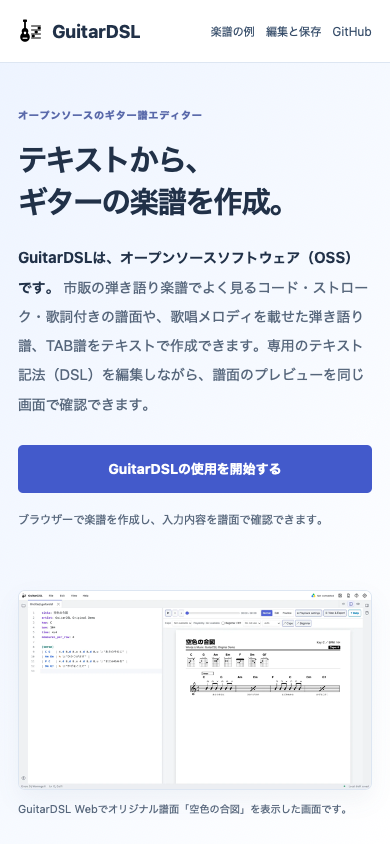 GuitarDSL
楽譜の例 編集と保存 GitHub
オープンソースのギター譜エディター
テキストから、
ギターの楽譜を作成。
GuitarDSLは、オープンソースソフトウェア（OSS）
です。 市販の弾き語り楽譜でよく見るコード・ストロー
ク・歌詞付きの譜面や、歌唱メロディを載せた弾き語り
譜、TAB譜をテキストで作成できます。専用のテキスト
記法（DSL）を編集しながら、譜面のプレビューを同じ
画面で確認できます。
GuitarDSLの使用を開始する
ブラウザーで楽譜を作成し、入力内容を譜面で確認できます。
空色の合図
GuitarDSL Webでオリジナル譜面「空色の合図」を表示した画面です。